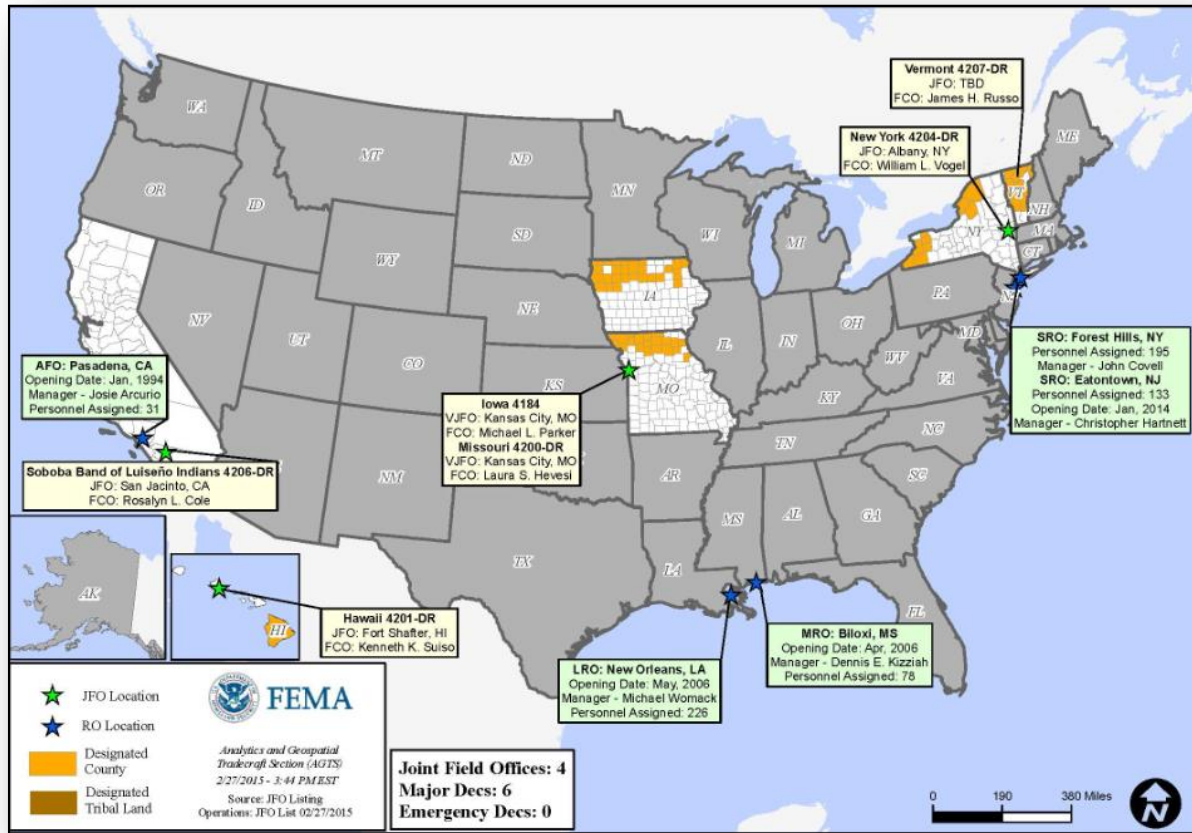 Vermont 4207-DR
JFO: TBD
FCO: James H. Russo
New York 4204-DR
JFO: Albany, NY
FCO: William L. Vogel
WA
MT
ND
MN
ME
VT
NH
OR
ID
SD
WI
MI
NY
MA
CT
WY
IA
PA
NV
NE
OH
NJ
UT
CO
IL
IN
MD
WV
VA
KS
MO
KY
AFO: Pasadena, CA
Opening Date: Jan, 1994
Manager - Josie Arcurio
Personnel Assigned: 31
SRO: Forest Hills, NY
Personnel Assigned: 195
Manager - John Covell
SRO: Eatontown, NJ
Personnel Assigned: 133
Opening Date: Jan, 2014
Manager - Christopher Hartnett
Iowa 4184
VJFO: Kansas City, MO
FCO: Michael L. Parker
Missouri 4200-DR
VJFO: Kansas City, MO
FCO: Laura S. Hevesi
TN
NC
Soboba Band of Luiseño Indians 4206-DR
JFO: San Jacinto, CA
FCO: Rosalyn L. Cole
NM
AR
SC
MS
AL
GA
TX
LA
FL
AK
HI
Hawaii 4201-DR
JFO: Fort Shafter, HI
FCO: Kenneth K. Suiso
LRO: New Orleans, LA
Opening Date: May, 2006
Manager - Michael Womack
Personnel Assigned: 226
MRO: Biloxi, MS
Opening Date: Apr, 2006
Manager - Dennis E. Kizziah
Personnel Assigned: 78
JFO Location
RO Location
Designated
County
Designated
Tribal Land
FEMA
Analytics and Geospatial
Tradecraft Section (AGTS)
2/27/2015 - 3:44 PM EST
Source: JFO Listing
Operations: JFO List 02/27/2015
Joint Field Offices: 4
Major Decs: 6
Emergency Decs: 0
0 190 380 Miles
N